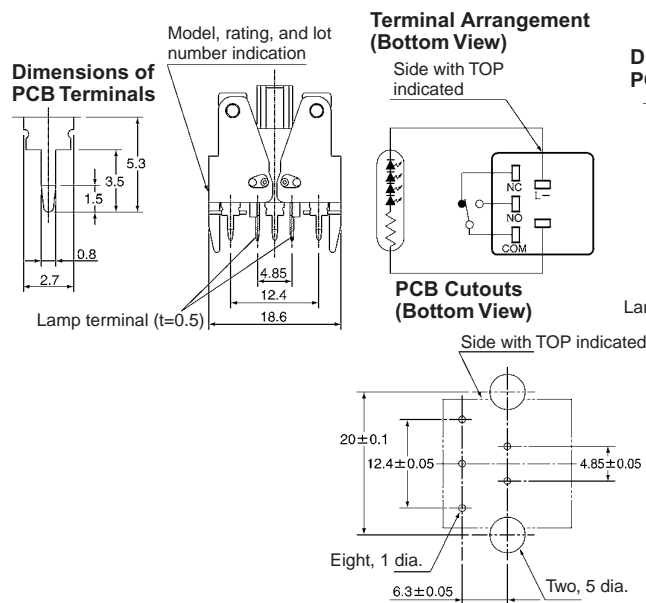 Model, rating, and lot
number indication
Dimensions of
PCB Terminals
5.3
3.5
1.5
0.8
2.7
4.85
12.4
18.6
Lamp terminal (t=0.5)
Terminal Arrangement
(Bottom View)
Side with TOP
indicated
NC
L−
NO
COM
PCB Cutouts
(Bottom View)
Side with TOP indicated
20±0.1
12.4±0.05
4.85±0.05
Eight, 1 dia.
Two, 5 dia.
6.3±0.05
D
PC
Lan